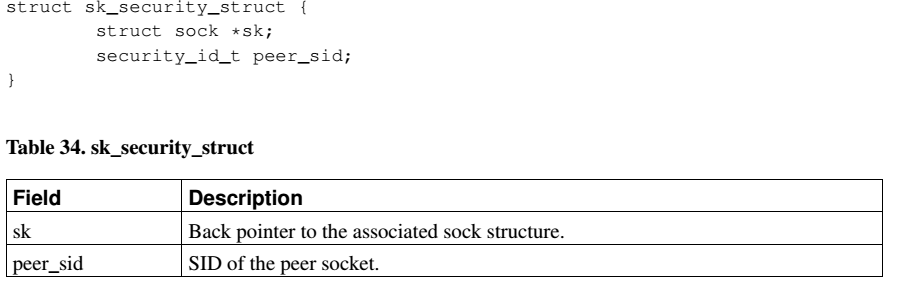 struct sk_security_struct {
        struct sock *sk;
        security_id_t peer_sid;
}
Table 34. sk_security_struct
Field Description
sk Back pointer to the associated sock structure.
peer_sid SID of the peer socket.